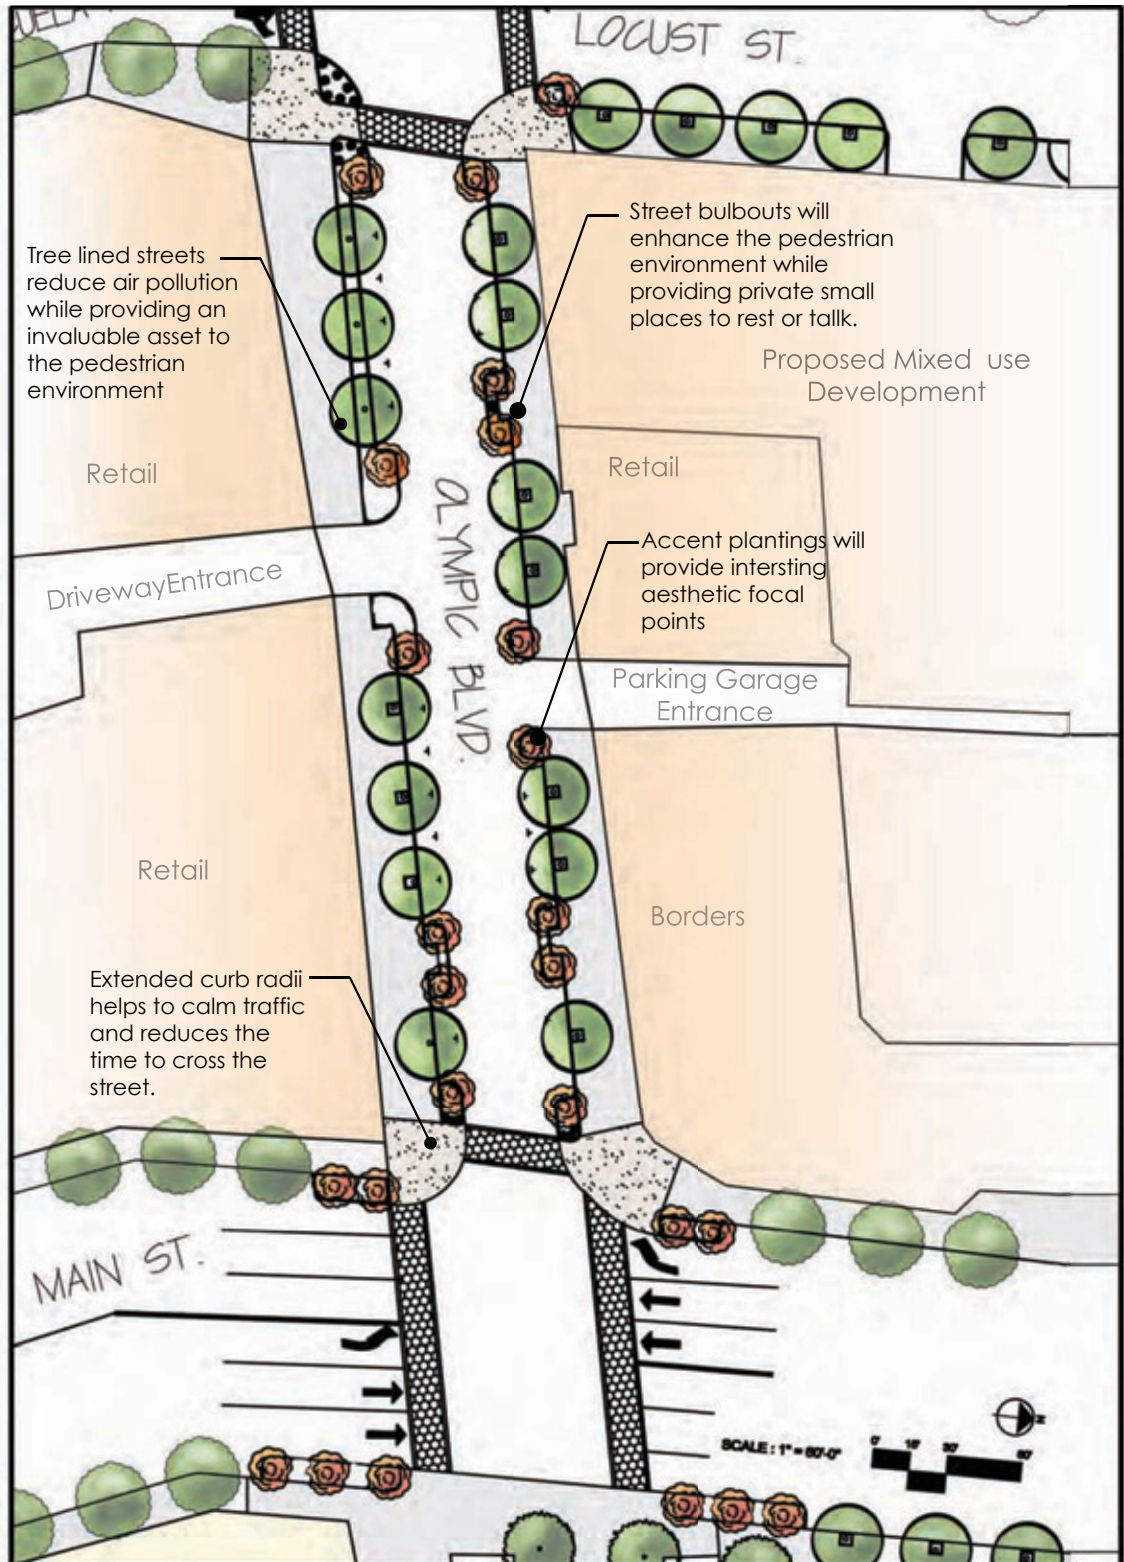 LOCUST ST.
Street bulbouts will
enhance the pedestrian
environment while
providing private small
places to rest or tallk.
Tree lined streets
reduce air pollution
while providing an
invaluable asset to
the pedestrian
environment
Proposed Mixed use
Development
Retail
Retail
OLYMPIC BLVD.
Accent plantings will
provide intersting
aesthetic focal
points
DrivewayEntrance
Parking Garage
Entrance
Retail
Borders
Extended curb radii
helps to calm traffic
and reduces the
time to cross the
street.
MAIN ST.
N
SCALE : 1" = 60'-0"
0' 15' 30' 60'